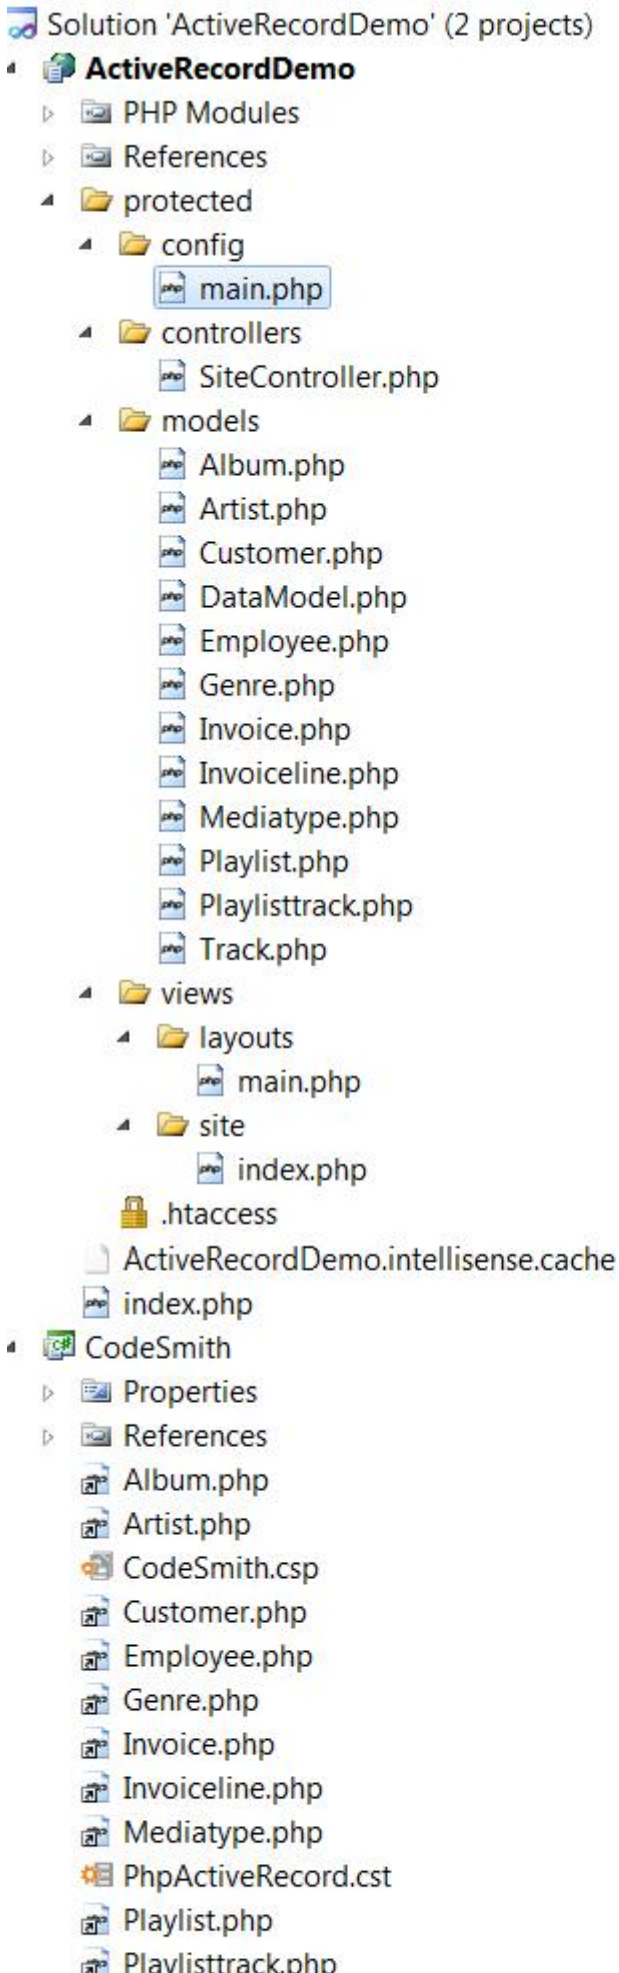 Solution 'ActiveRecordDemo' (2 projects)
ActiveRecordDemo
PHP Modules
References
protected
config
main.php
controllers
SiteController.php
models
Album.php
Artist.php
Customer.php
DataModel.php
Employee.php
Genre.php
Invoice.php
Invoiceline.php
Mediatype.php
Playlist.php
Playlisttrack.php
Track.php
views
layouts
main.php
site
index.php
.htaccess
ActiveRecordDemo.intellisense.cache
index.php
CodeSmith
Properties
References
Album.php
Artist.php
CodeSmith.csp
Customer.php
Employee.php
Genre.php
Invoice.php
Invoiceline.php
Mediatype.php
PhpActiveRecord.cst
Playlist.php
Playlisttrack.php